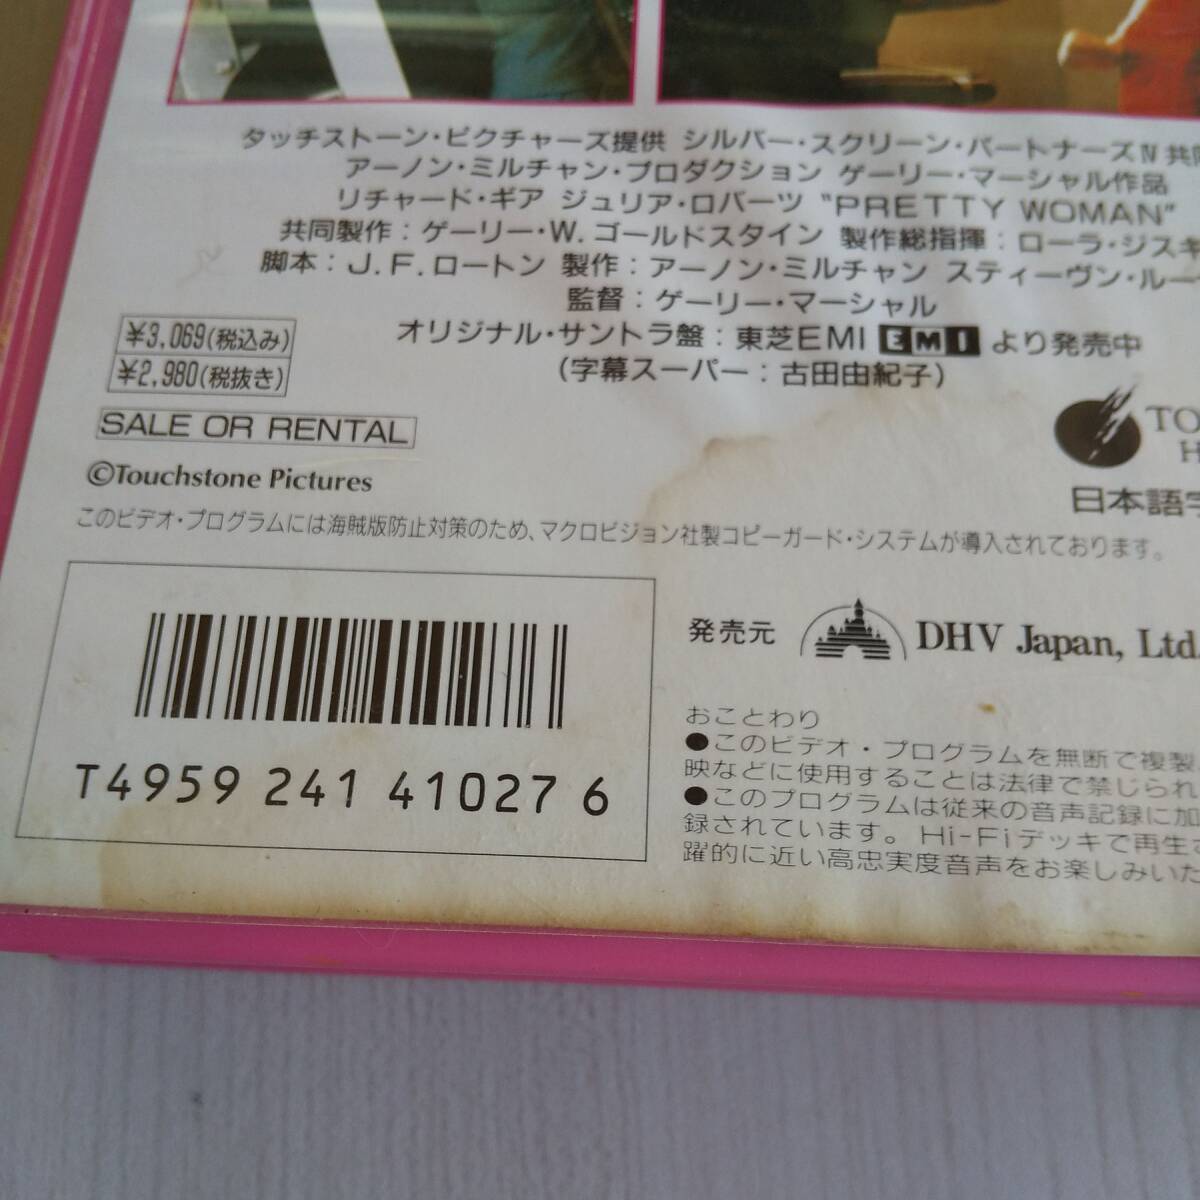 タッチストーン・ピクチャーズ提供 シルバー・スクリーン・パートナーズⅣ共同
アーノン・ミルチャン・プロダクション ゲーリー・マーシャル作品
リチャード・ギア ジュリア・ロバーツ "PRETTY WOMAN"
共同製作：ゲーリー・W.ゴールドスタイン 製作総指揮：ローラ・ジスキ
脚本：J.F.ロートン 製作：アーノン・ミルチャン スティーヴン・ルー
監督：ゲーリー・マーシャル
オリジナル・サントラ盤：東芝EMI EMI より発売中
(字幕スーパー：古田由紀子)
¥3,069(税込み)
¥2,980(税抜き)
SALE OR RENTAL
©Touchstone Pictures
TO
H
日本語字
このビデオ・プログラムには海賊版防止対策のため、マクロビジョン社製コピーガード・システムが導入されております。
T4959 241 41027 6
発売元 DHV Japan, Ltd.
おことわり
●このビデオ・プログラムを無断で複製
映などに使用することは法律で禁じられ
●このプログラムは従来の音声記録に加
録されています。Hi-Fiデッキで再生
躍的に近い高忠実度音声をお楽しみいた